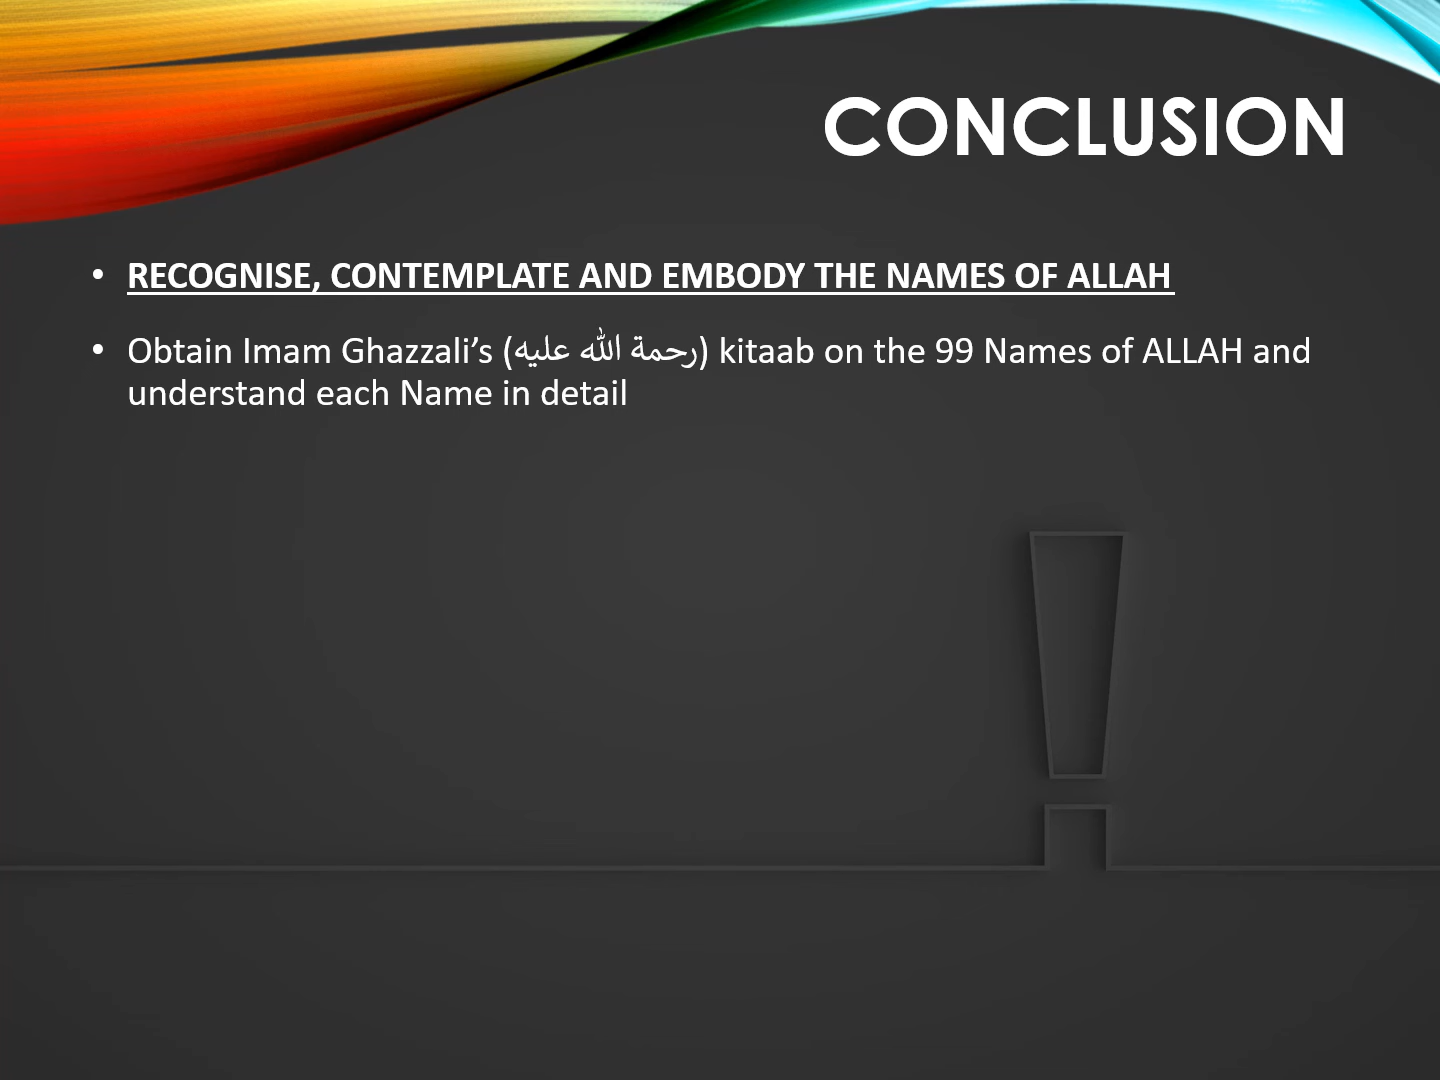 CONCLUSION
• RECOGNISE, CONTEMPLATE AND EMBODY THE NAMES OF ALLAH
• Obtain Imam Ghazzali’s (رحمة الله عليه) kitaab on the 99 Names of ALLAH and
understand each Name in detail